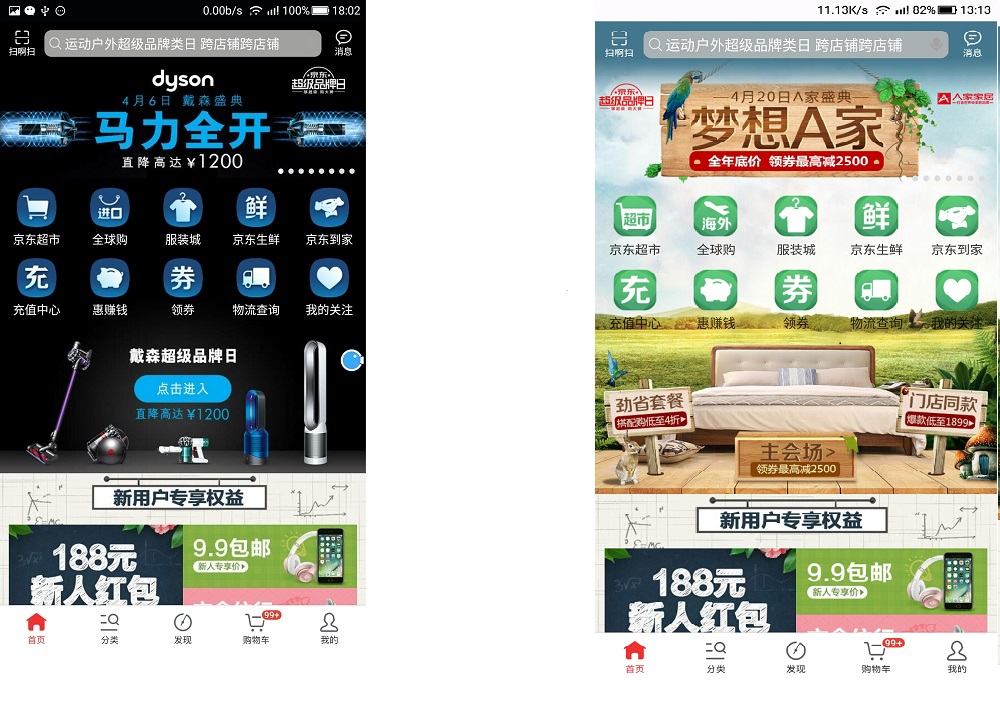 0.00b/s 100% 18:02
扫啊扫
运动户外超级品牌类日 跨店铺跨店铺
消息
dyson
京东
超级品牌日
4月6日 戴森盛典
马力全开
直降高达¥1200
进口
鲜
京东超市 全球购 服装城 京东生鲜 京东到家
充
券
充值中心 惠赚钱 领券 物流查询 我的关注
戴森超级品牌日
点击进入
直降高达¥1200
新用户专享权益
188元
新人红包
9.9包邮
新人专享价
99+
首页 分类 发现 购物车 我的
11.13K/s 82% 13:13
扫啊扫
运动户外超级品牌类日 跨店铺跨店铺
消息
京东
超级品牌日
人家家居
4月20日A家盛典
梦想A家
全年底价 领券最高减2500
超市
海外
鲜
京东超市 全球购 服装城 京东生鲜 京东到家
充
券
充值中心 惠赚钱 领券 物流查询 我的关注
劲省套餐
搭配购低至4折
门店同款
爆款低至1899
主会场>
领券最高减2500
新用户专享权益
188元
新人红包
9.9包邮
新人专享价
99+
首页 分类 发现 购物车 我的